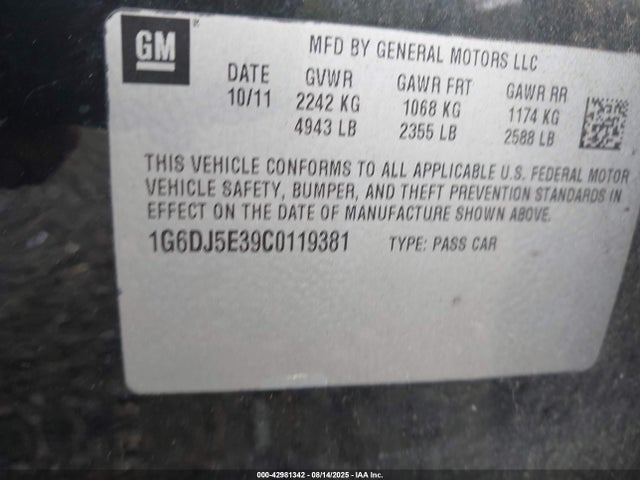 GM
MFD BY GENERAL MOTORS LLC
DATE GVWR GAWR FRT GAWR RR
10/11 2242 KG 1068 KG 1174 KG
4943 LB 2355 LB 2588 LB
THIS VEHICLE CONFORMS TO ALL APPLICABLE U.S. FEDERAL MOTOR
VEHICLE SAFETY, BUMPER, AND THEFT PREVENTION STANDARDS IN
EFFECT ON THE DATE OF MANUFACTURE SHOWN ABOVE.
1G6DJ5E39C0119381 TYPE: PASS CAR
000-42981342 - 08/14/2025 - IAA Inc.